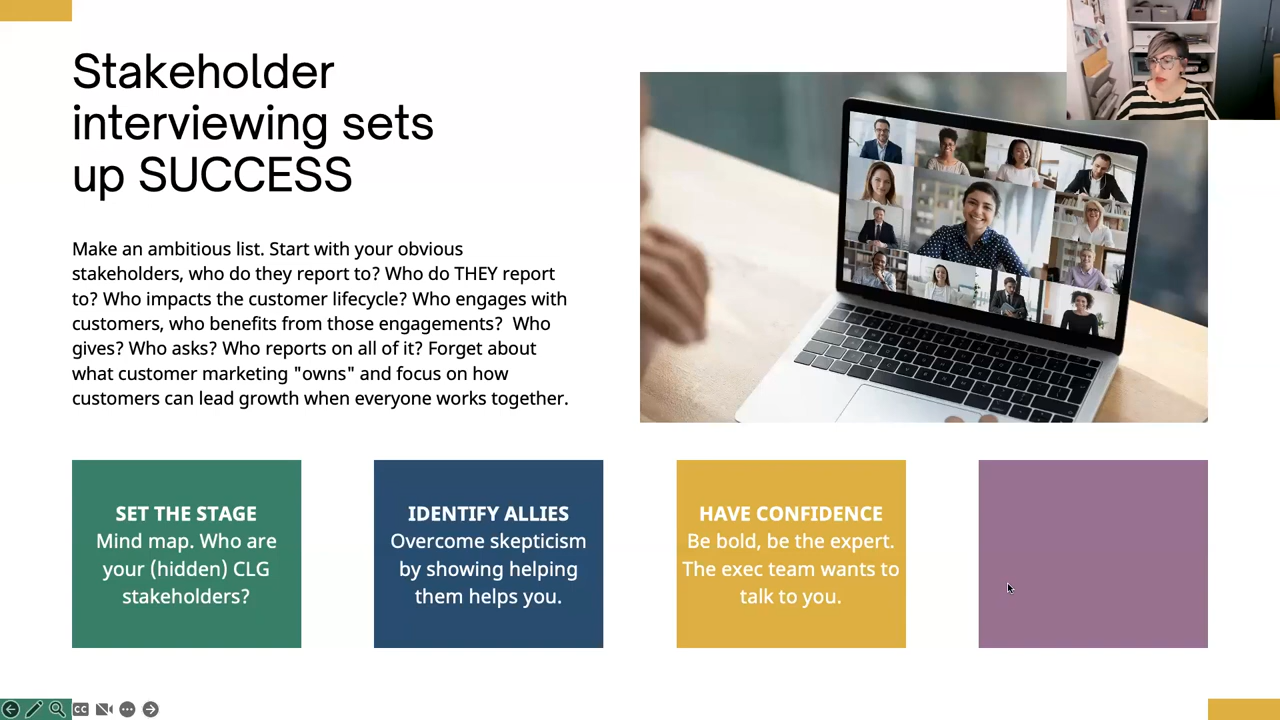 Stakeholder
interviewing sets
up SUCCESS
Make an ambitious list. Start with your obvious
stakeholders, who do they report to? Who do THEY report
to? Who impacts the customer lifecycle? Who engages with
customers, who benefits from those engagements?  Who
gives? Who asks? Who reports on all of it? Forget about
what customer marketing "owns" and focus on how
customers can lead growth when everyone works together.
SET THE STAGE
Mind map. Who are
your (hidden) CLG
stakeholders?
IDENTIFY ALLIES
Overcome skepticism
by showing helping
them helps you.
HAVE CONFIDENCE
Be bold, be the expert.
The exec team wants to
talk to you.
CC